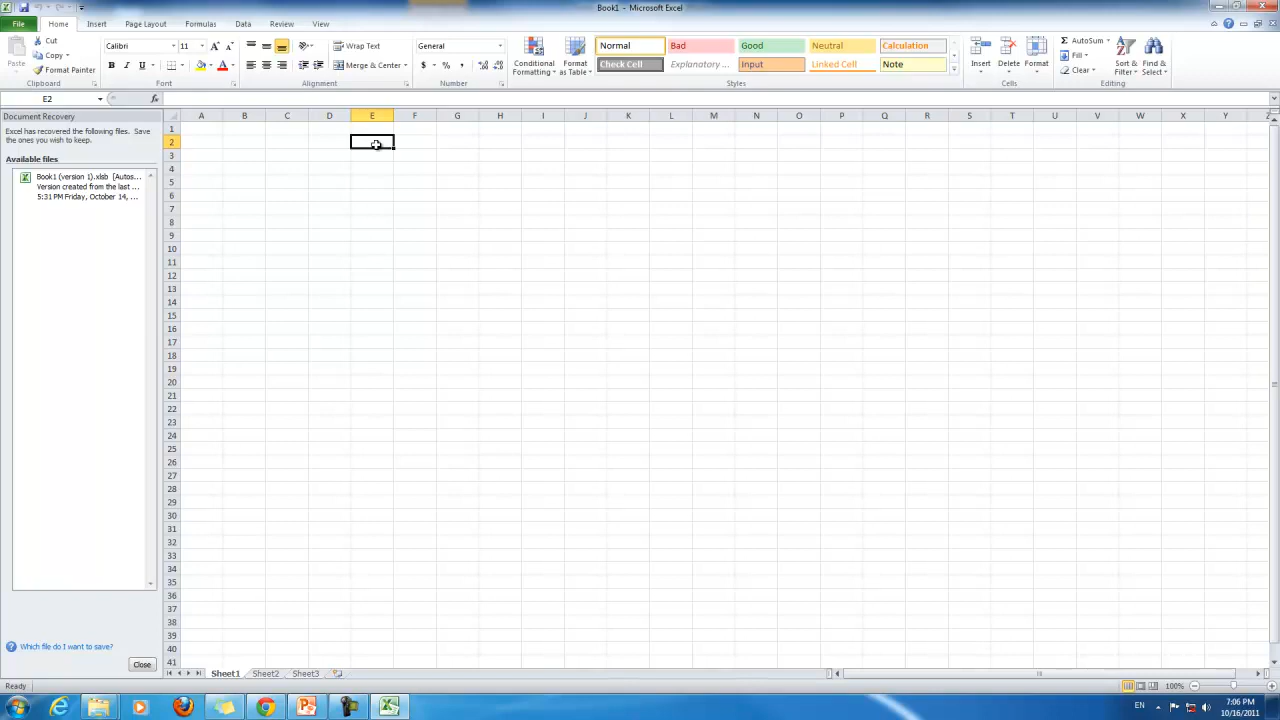 Book1 - Microsoft Excel
File Home Insert Page Layout Formulas Data Review View
Paste
Cut
Copy
Format Painter
Clipboard
Calibri 11
B I U A
Font
Wrap Text
Merge & Center
Alignment
General
$ % ,
Number
Conditional Formatting
Format as Table
Normal Bad Good Neutral Calculation
Check Cell Explanatory ... Input Linked Cell Note
Styles
Insert Delete Format
Cells
AutoSum
Fill
Clear
Sort & Filter
Find & Select
Editing
E2 fx
Document Recovery
Excel has recovered the following files. Save
the ones you wish to keep.
Available files
Book1 (version 1).xlsb [Autos...
Version created from the last ...
5:31 PM Friday, October 14, ...
Which file do I want to save?
Close
A B C D E F G H I J K L M N O P Q R S T U V W X Y Z
1
2
3
4
5
6
7
8
9
10
11
12
13
14
15
16
17
18
19
20
21
22
23
24
25
26
27
28
29
30
31
32
33
34
35
36
37
38
39
40
41
Sheet1 Sheet2 Sheet3
Ready 100%
EN 7:06 PM
10/16/2011